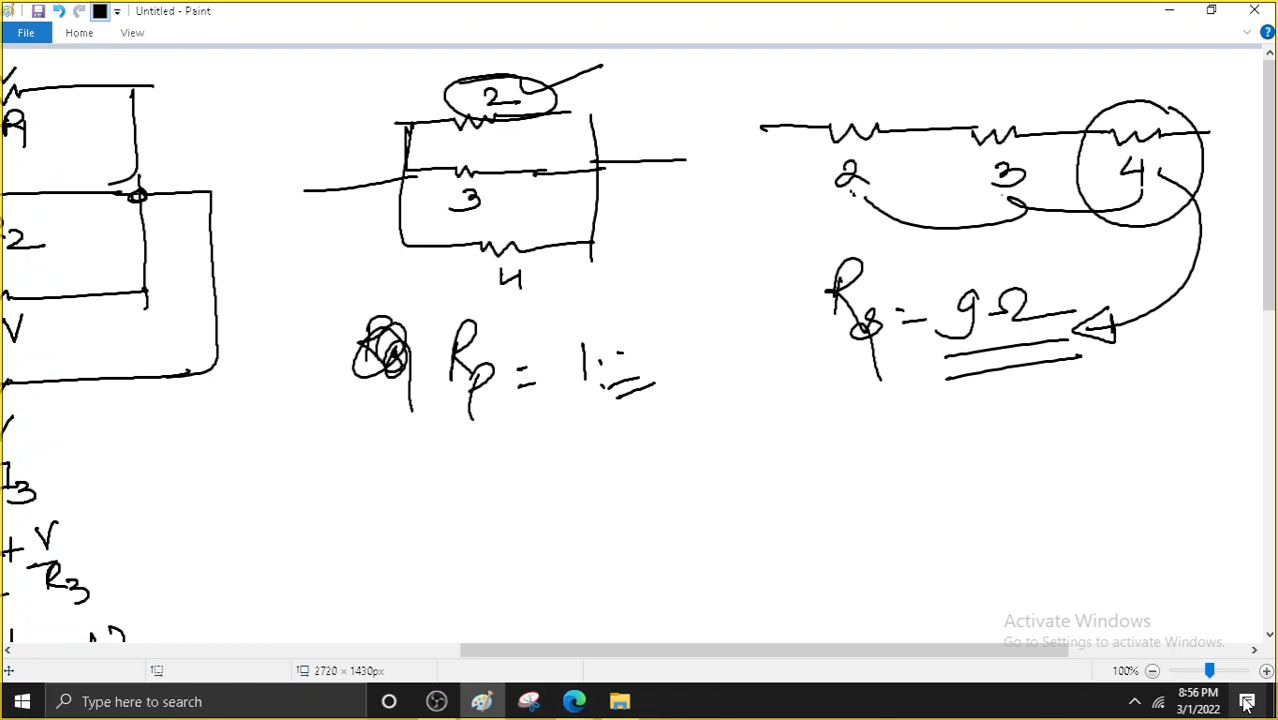 Untitled - Paint
File Home View
R
2
3
4
2 3 4
Rs = 9Ω
Rp = 1
2
V
I3
+ V
R3
Activate Windows
Go to Settings to activate Windows.
2720 × 1430px
100%
Type here to search
8:56 PM
3/1/2022